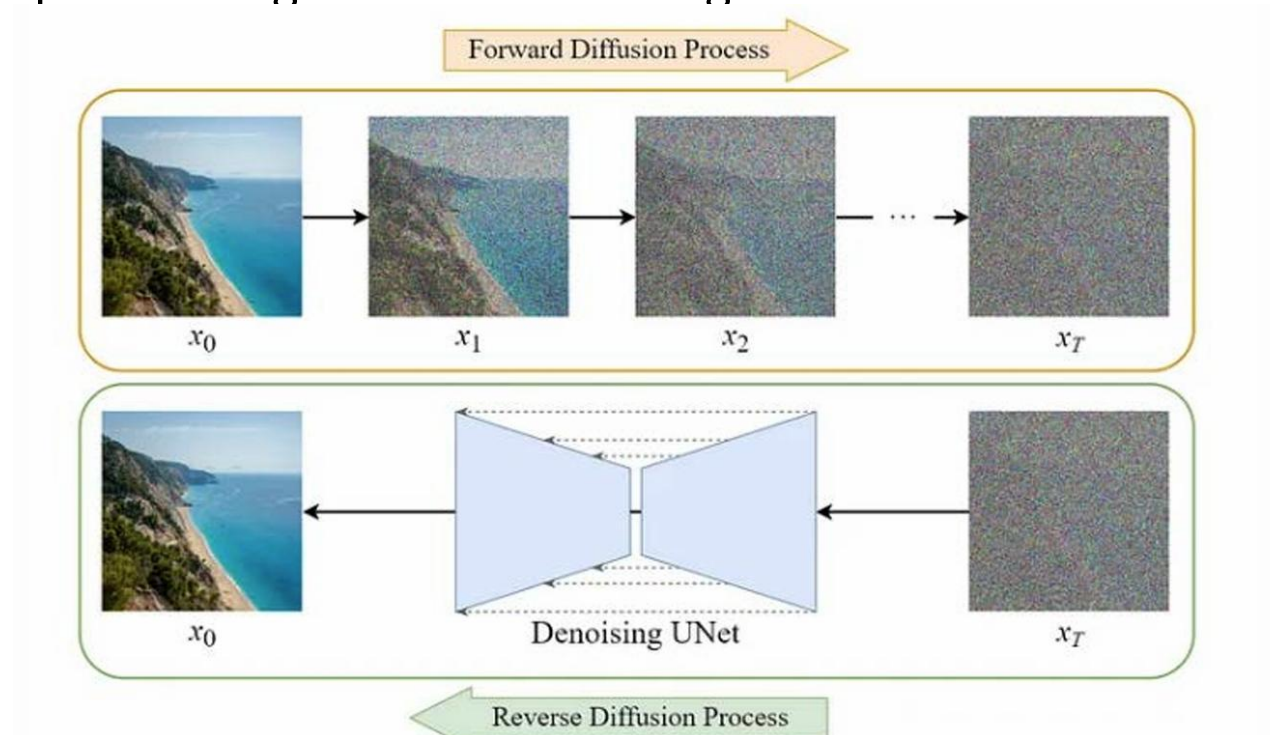 Forward Diffusion Process
x0
x1
x2
...
xT
x0
Denoising UNet
xT
Reverse Diffusion Process